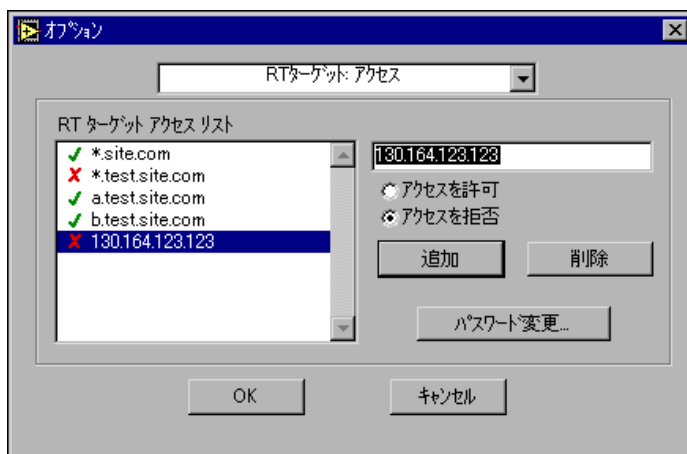 ｵﾌﾟｼｮﾝ
RTﾀｰｹﾞｯﾄ: ｱｸｾｽ
RT ﾀｰｹﾞｯﾄ ｱｸｾｽ ﾘｽﾄ
*.site.com
*.test.site.com
a.test.site.com
b.test.site.com
130.164.123.123
130.164.123.123
ｱｸｾｽを許可
ｱｸｾｽを拒否
追加
削除
ﾊﾟｽﾜｰﾄﾞ変更...
OK
ｷｬﾝｾﾙ